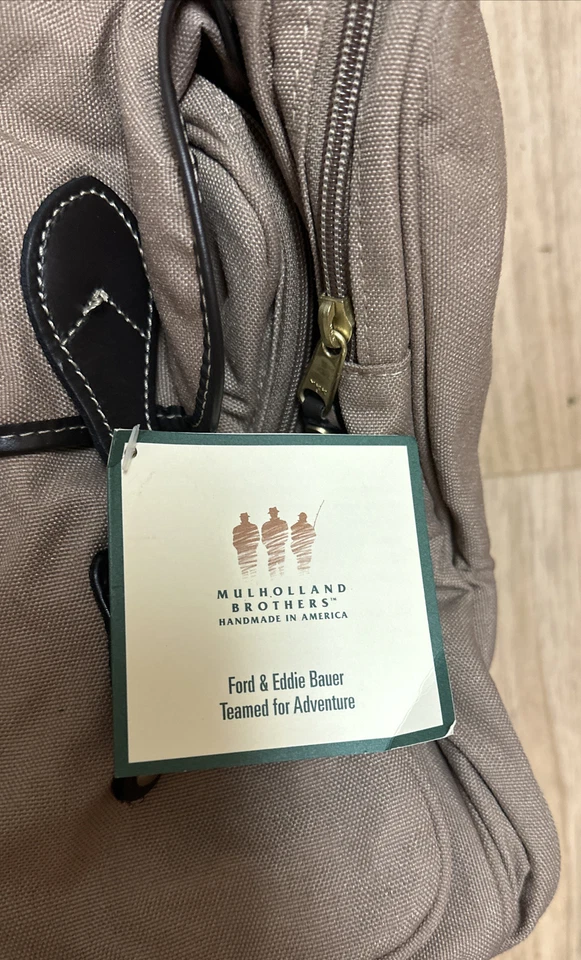 MULHOLLAND
BROTHERS™
HANDMADE IN AMERICA
Ford & Eddie Bauer
Teamed for Adventure